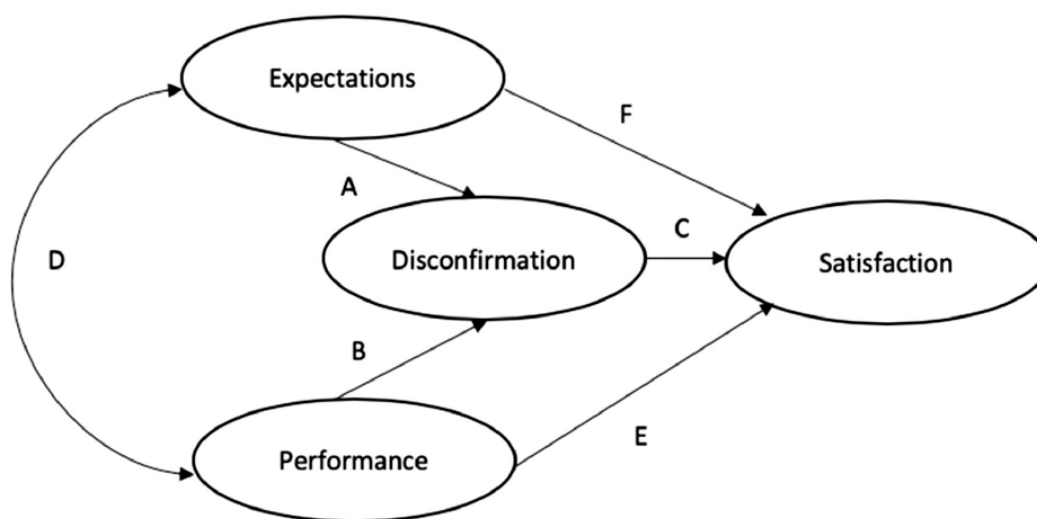 Expectations
F
A
D
Disconfirmation
C
Satisfaction
B
E
Performance